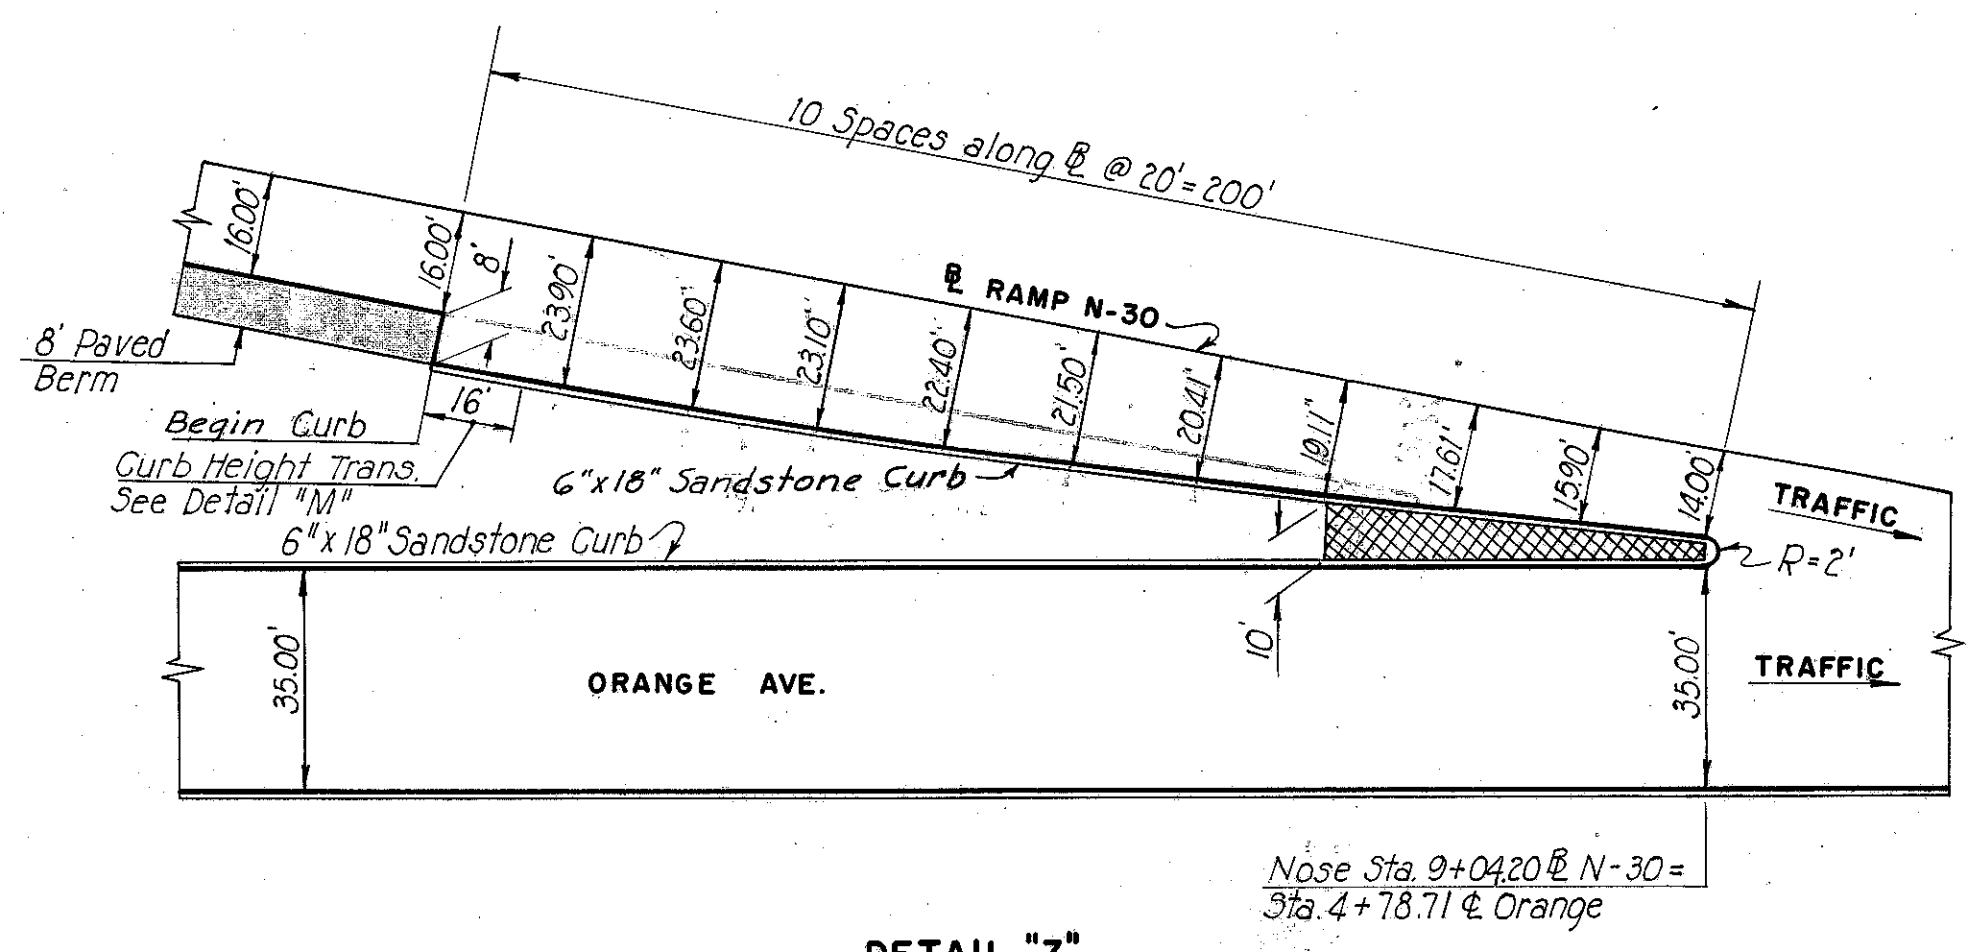 10 Spaces along ℄ @ 20'=200'
16.00'
16.00'
8'
23.90'
23.60'
23.10'
22.40'
21.50'
20.41'
19.11'
17.61'
15.90'
14.00'
RAMP N-30
8' Paved
Berm
16'
Begin Curb
Curb Height Trans.
See Detail "M"
6"x18" Sandstone Curb
6"x18" Sandstone Curb
TRAFFIC
R=2'
10'
35.00'
35.00'
ORANGE AVE.
TRAFFIC
Nose Sta. 9+04.20 N-30=
Sta. 4+78.71 ℄ Orange
DETAIL "Z"